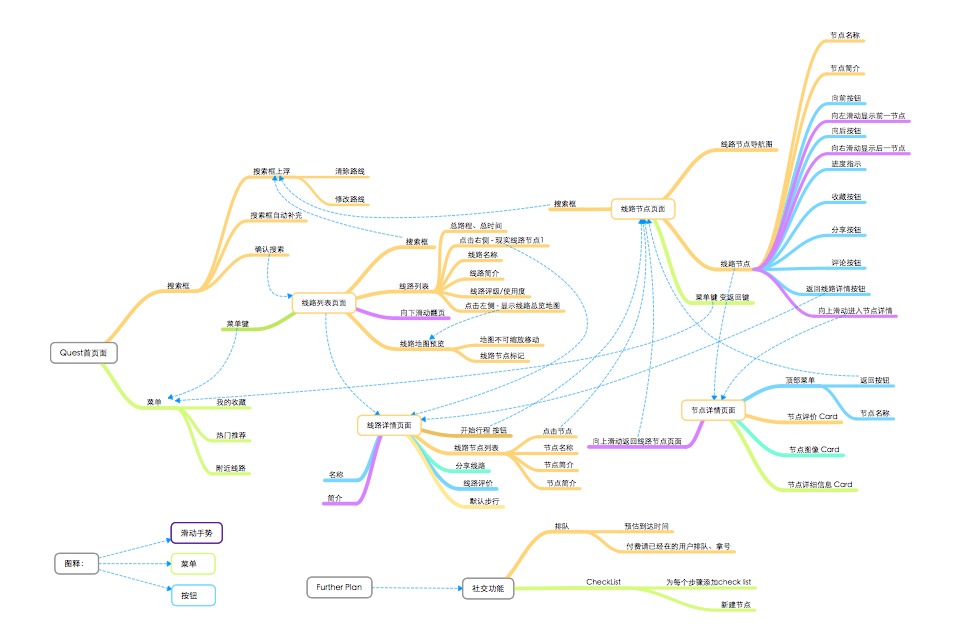 Quest首页面
搜索框
搜索框上浮
清除路线
修改路线
搜索框自动补完
确认搜索
菜单
我的收藏
热门推荐
附近线路
线路列表页面
菜单键
搜索框
线路列表
总路程、总时间
点击右侧 - 现实线路节点1
线路名称
线路简介
线路评级/使用度
点击左侧 - 显示线路总览地图
向下滑动翻页
线路地图预览
地图不可缩放移动
线路节点标记
线路节点页面
搜索框
线路节点导航图
线路节点
节点名称
节点简介
向前按钮
向左滑动显示前一节点
向后按钮
向右滑动显示后一节点
进度指示
收藏按钮
分享按钮
评论按钮
返回线路详情按钮
向上滑动进入节点详情
菜单键 变返回键
线路详情页面
名称
简介
开始行程 按钮
线路节点列表
点击节点
节点名称
节点简介
节点简介
分享线路
线路评价
默认步行
节点详情页面
向上滑动返回线路节点页面
顶部菜单
返回按钮
节点名称
节点评价 Card
节点图像 Card
节点详细信息 Card
图释：
滑动手势
菜单
按钮
Further Plan
社交功能
排队
预估到达时间
付费请已经在的用户排队、拿号
CheckList
为每个步骤添加check list
新建节点